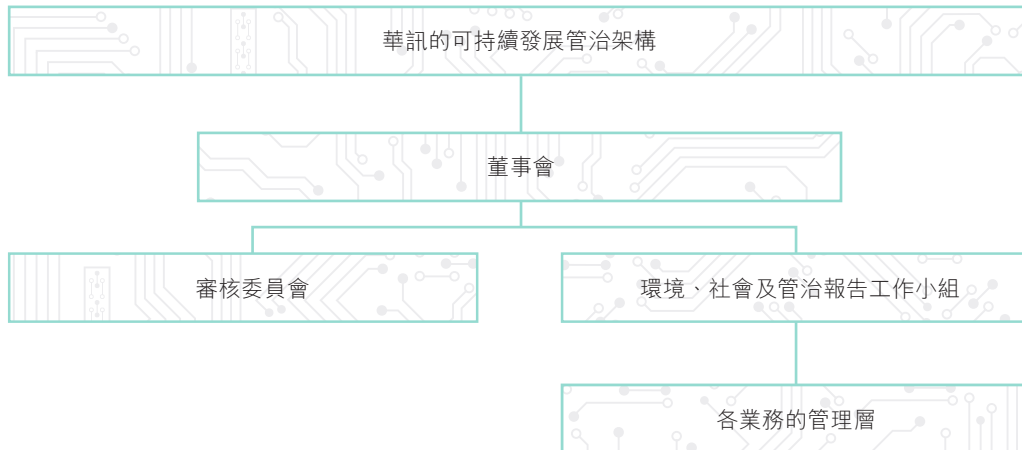 華訊的可持續發展管治架構
董事會
審核委員會
環境、社會及管治報告工作小組
各業務的管理層